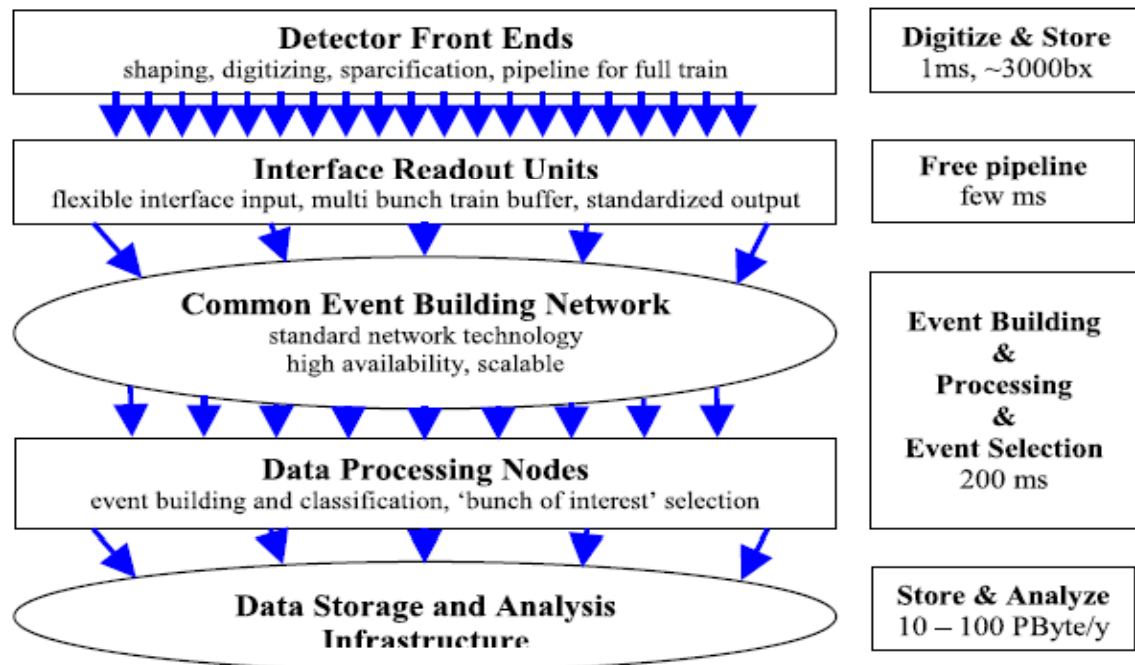 Detector Front Ends
shaping, digitizing, sparcification, pipeline for full train
Digitize & Store
1ms, ~3000bx
Interface Readout Units
flexible interface input, multi bunch train buffer, standardized output
Free pipeline
few ms
Common Event Building Network
standard network technology
high availability, scalable
Event Building
&
Processing
&
Event Selection
200 ms
Data Processing Nodes
event building and classification, ‘bunch of interest’ selection
Data Storage and Analysis
Infrastructure
Store & Analyze
10 – 100 PByte/y